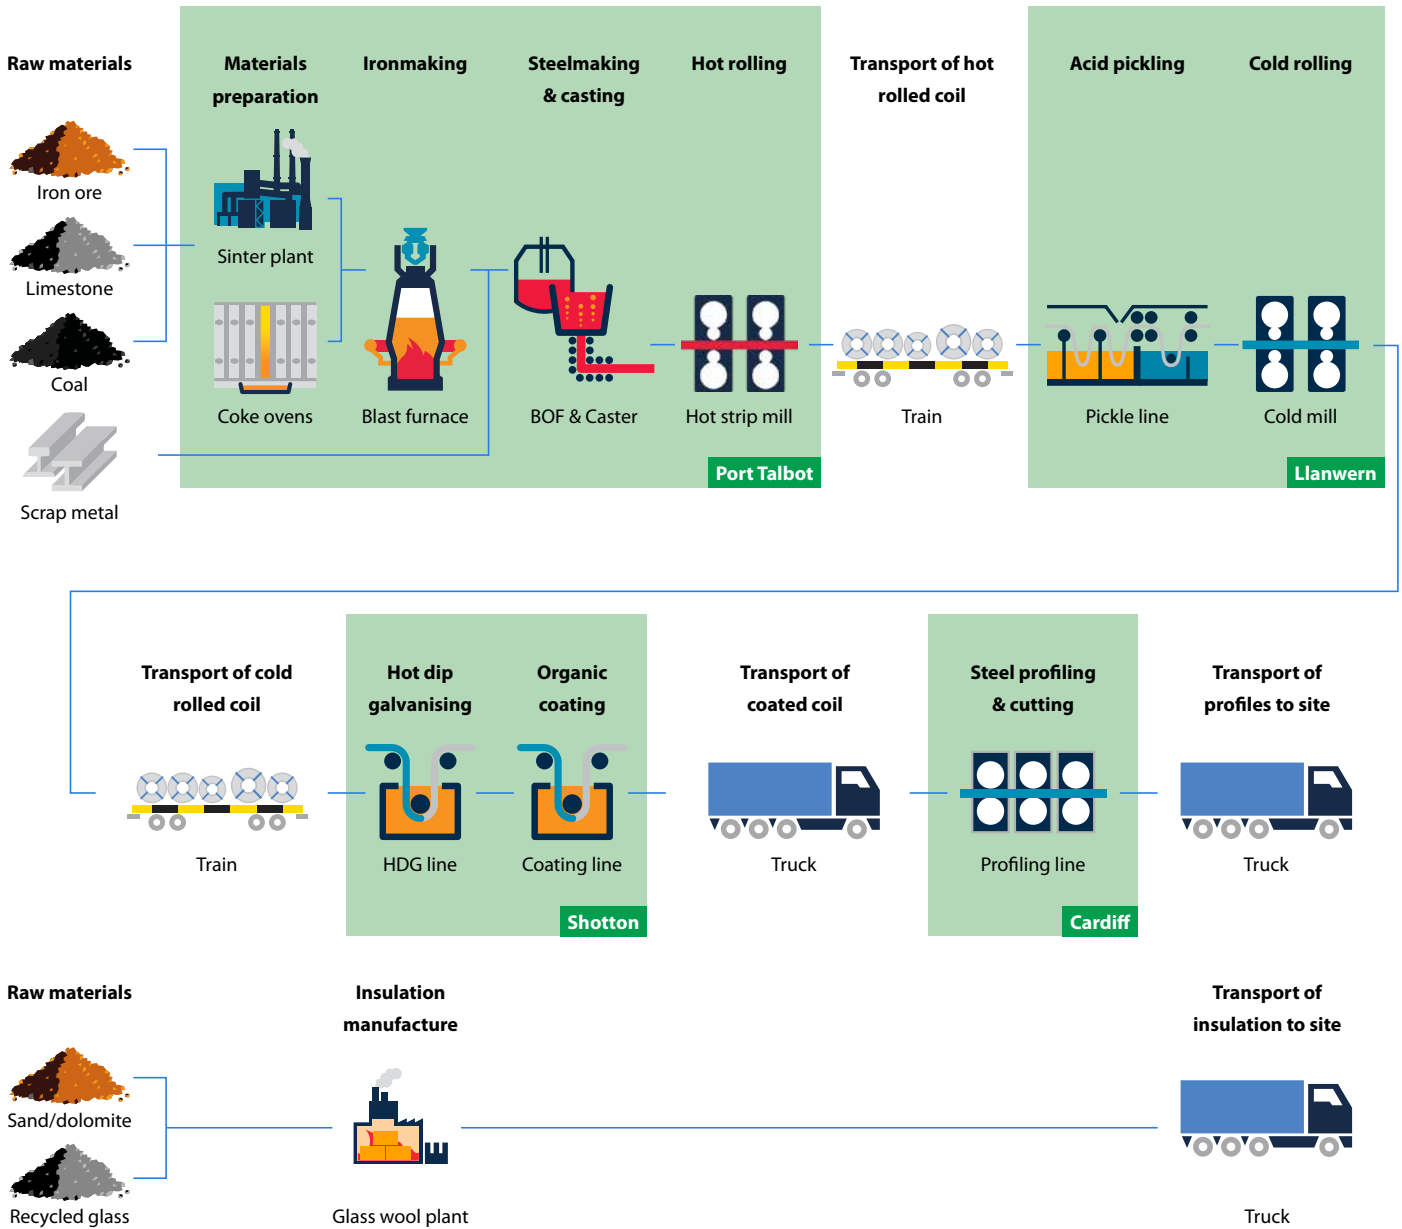 Raw materials
Materials
preparation
Ironmaking
Steelmaking
& casting
Hot rolling
Transport of hot
rolled coil
Acid pickling
Cold rolling
Iron ore
Limestone
Coal
Scrap metal
Sinter plant
Coke ovens
Blast furnace
BOF & Caster
Hot strip mill
Train
Pickle line
Cold mill
Port Talbot
Llanwern
Transport of cold
rolled coil
Hot dip
galvanising
Organic
coating
Transport of
coated coil
Steel profiling
& cutting
Transport of
profiles to site
Train
HDG line
Coating line
Truck
Profiling line
Truck
Shotton
Cardiff
Raw materials
Insulation
manufacture
Transport of
insulation to site
Sand/dolomite
Recycled glass
Glass wool plant
Truck